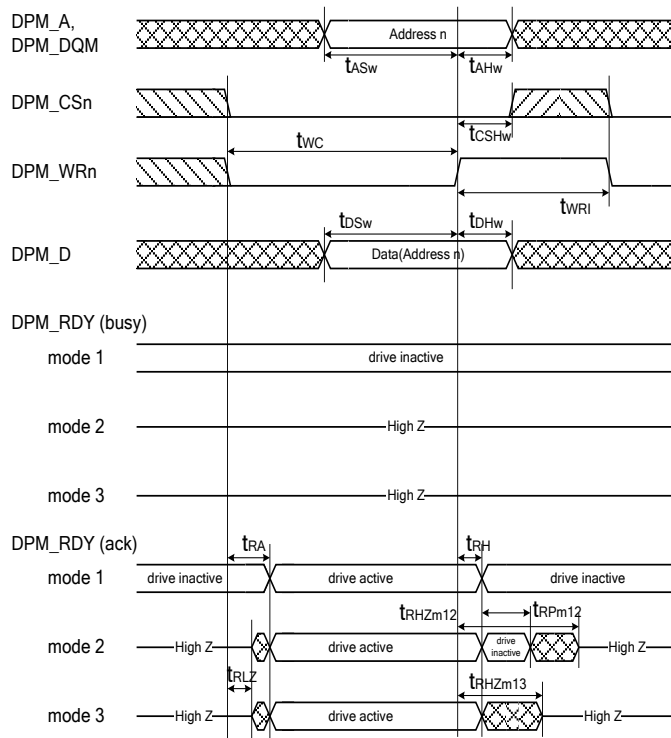 DPM_A,
DPM_DQM
Address n
tASw
tAHw
DPM_CSn
tCSHw
tWC
DPM_WRn
tWRI
tDSw
tDHw
DPM_D
Data(Address n)
DPM_RDY (busy)
mode 1
drive inactive
mode 2
High Z
mode 3
High Z
DPM_RDY (ack)
tRA
tRH
mode 1
drive inactive
drive active
drive inactive
tRHZm12
tRPm12
mode 2
High Z
drive active
drive
inactive
High Z
tRLZ
tRHZm13
mode 3
High Z
drive active
High Z